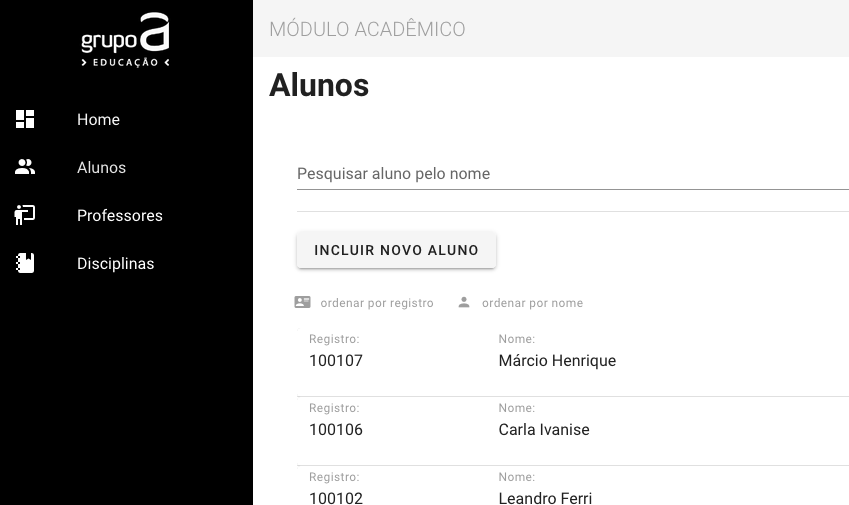 grupo a
EDUCAÇÃO
Home
Alunos
Professores
Disciplinas
MÓDULO ACADÊMICO
Alunos
Pesquisar aluno pelo nome
INCLUIR NOVO ALUNO
ordenar por registro ordenar por nome
Registro: Nome:
100107 Márcio Henrique
Registro: Nome:
100106 Carla Ivanise
Registro: Nome:
100102 Leandro Ferri